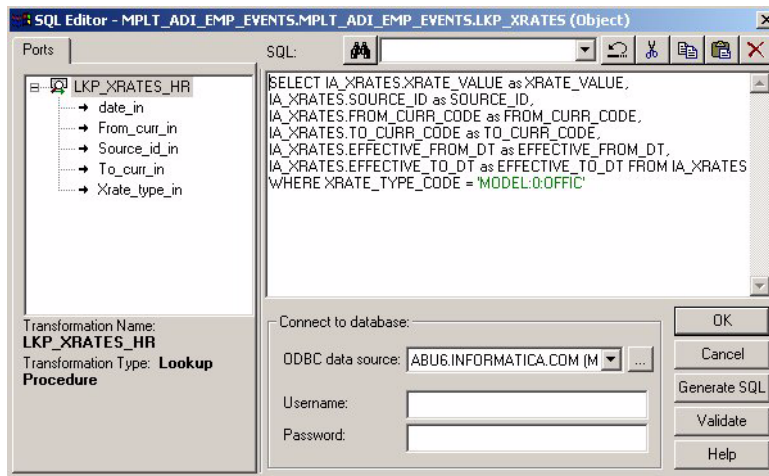 SQL Editor - MPLT_ADI_EMP_EVENTS.MPLT_ADI_EMP_EVENTS.LKP_XRATES (Object)
Ports
SQL:
LKP_XRATES_HR
date_in
From_curr_in
Source_id_in
To_curr_in
Xrate_type_in
SELECT IA_XRATES.XRATE_VALUE as XRATE_VALUE,
IA_XRATES.SOURCE_ID as SOURCE_ID,
IA_XRATES.FROM_CURR_CODE as FROM_CURR_CODE,
IA_XRATES.TO_CURR_CODE as TO_CURR_CODE,
IA_XRATES.EFFECTIVE_FROM_DT as EFFECTIVE_FROM_DT,
IA_XRATES.EFFECTIVE_TO_DT as EFFECTIVE_TO_DT FROM IA_XRATES
WHERE XRATE_TYPE_CODE = 'MODEL:0:OFFIC'
Transformation Name:
LKP_XRATES_HR
Transformation Type: Lookup
Procedure
Connect to database:
ODBC data source: ABU6.INFORMATICA.COM (M
...
Username:
Password:
OK
Cancel
Generate SQL
Validate
Help